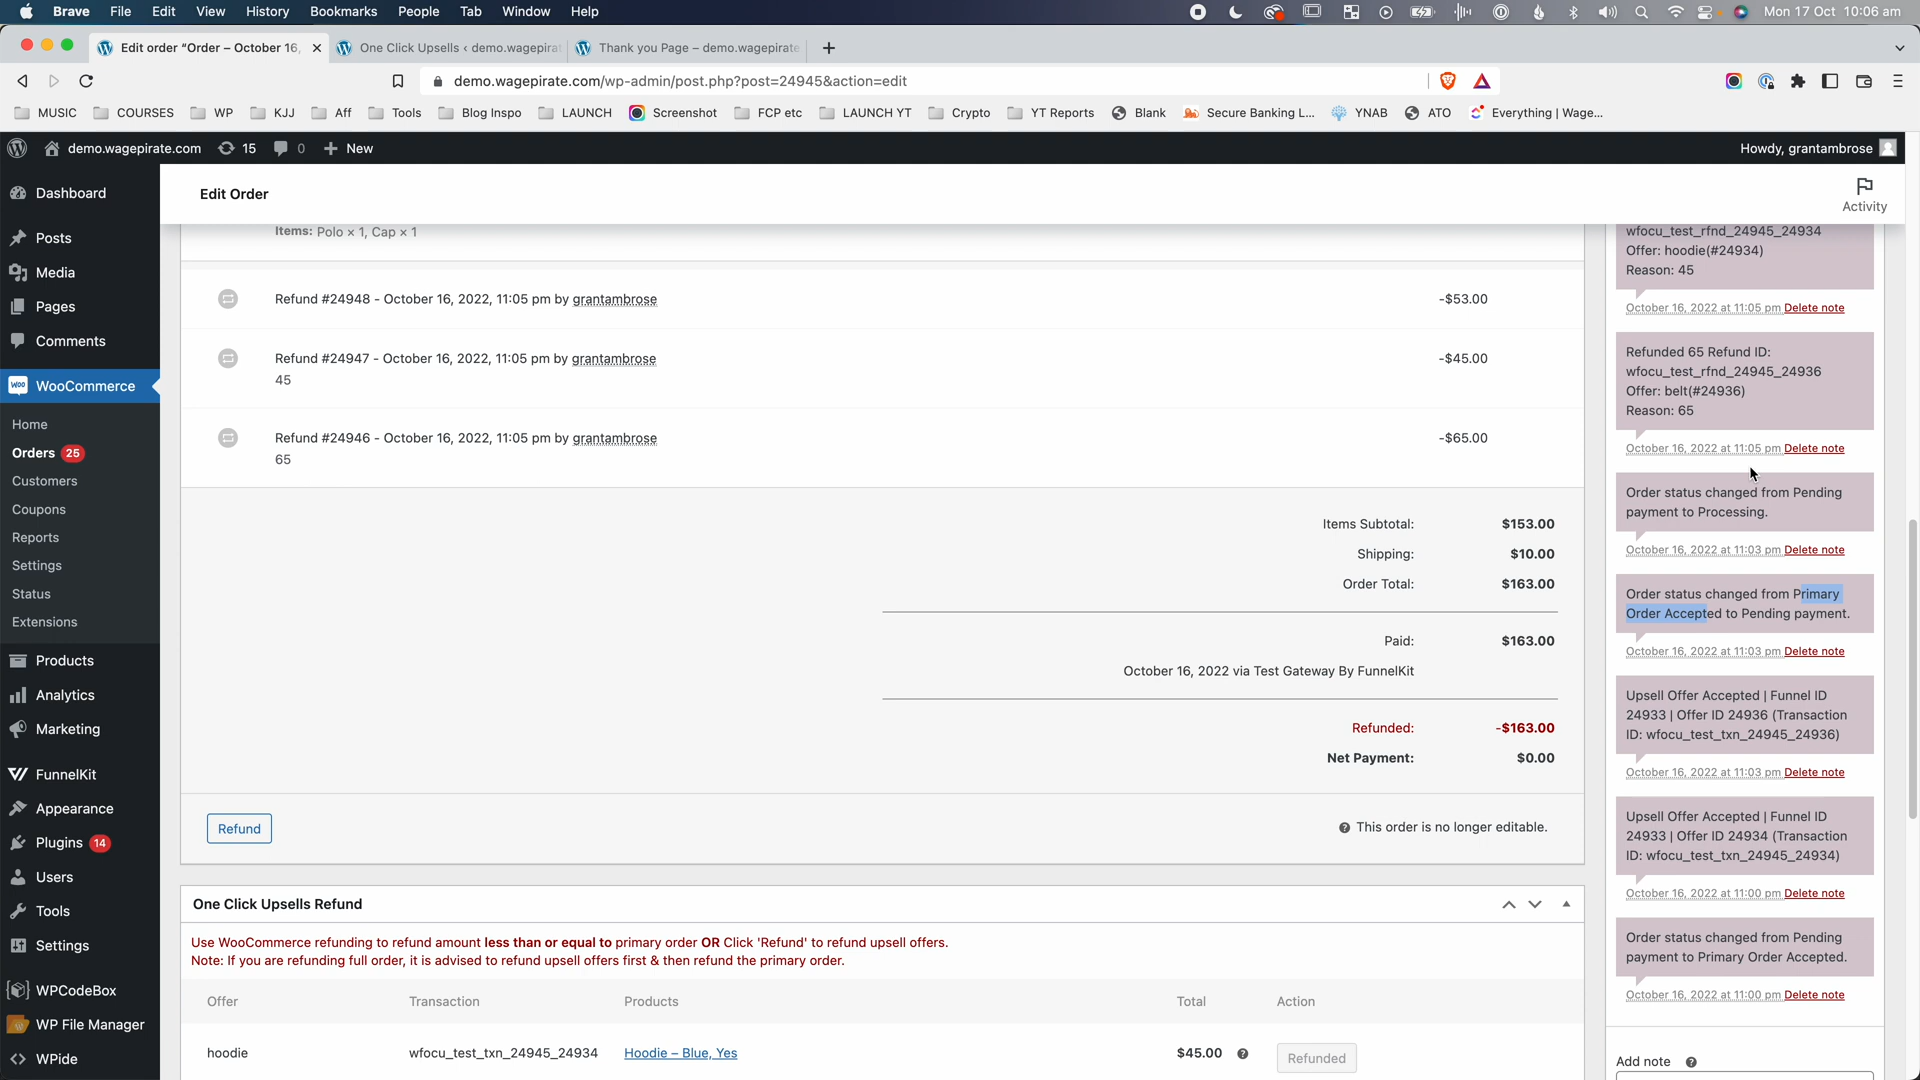 Brave File Edit View History Bookmarks People Tab Window Help Mon 17 Oct 10:06 am
Edit order “Order – October 16, One Click Upsells ‹ demo.wagepirat Thank you Page – demo.wagepirate
demo.wagepirate.com/wp-admin/post.php?post=24945&action=edit
MUSIC COURSES WP KJJ Aff Tools Blog Inspo LAUNCH Screenshot FCP etc LAUNCH YT Crypto YT Reports Blank Secure Banking L... YNAB ATO Everything | Wage...
demo.wagepirate.com 15 0 New Howdy, grantambrose
Dashboard
Posts
Media
Pages
Comments
WooCommerce
Home
Orders 25
Customers
Coupons
Reports
Settings
Status
Extensions
Products
Analytics
Marketing
FunnelKit
Appearance
Plugins 14
Users
Tools
Settings
WPCodeBox
WP File Manager
WPide
Edit Order
Activity
Items: Polo × 1, Cap × 1
Refund #24948 - October 16, 2022, 11:05 pm by grantambrose -$53.00
Refund #24947 - October 16, 2022, 11:05 pm by grantambrose -$45.00
45
Refund #24946 - October 16, 2022, 11:05 pm by grantambrose -$65.00
65
Items Subtotal: $153.00
Shipping: $10.00
Order Total: $163.00
Paid: $163.00
October 16, 2022 via Test Gateway By FunnelKit
Refunded: -$163.00
Net Payment: $0.00
Refund This order is no longer editable.
One Click Upsells Refund
Use WooCommerce refunding to refund amount less than or equal to primary order OR Click 'Refund' to refund upsell offers.
Note: If you are refunding full order, it is advised to refund upsell offers first & then refund the primary order.
Offer Transaction Products Total Action
hoodie wfocu_test_txn_24945_24934 Hoodie – Blue, Yes $45.00 Refunded
wfocu_test_rfnd_24945_24934
Offer: hoodie(#24934)
Reason: 45
October 16, 2022 at 11:05 pm Delete note
Refunded 65 Refund ID:
wfocu_test_rfnd_24945_24936
Offer: belt(#24936)
Reason: 65
October 16, 2022 at 11:05 pm Delete note
Order status changed from Pending
payment to Processing.
October 16, 2022 at 11:03 pm Delete note
Order status changed from Primary
Order Accepted to Pending payment.
October 16, 2022 at 11:03 pm Delete note
Upsell Offer Accepted | Funnel ID
24933 | Offer ID 24936 (Transaction
ID: wfocu_test_txn_24945_24936)
October 16, 2022 at 11:03 pm Delete note
Upsell Offer Accepted | Funnel ID
24933 | Offer ID 24934 (Transaction
ID: wfocu_test_txn_24945_24934)
October 16, 2022 at 11:00 pm Delete note
Order status changed from Pending
payment to Primary Order Accepted.
October 16, 2022 at 11:00 pm Delete note
Add note